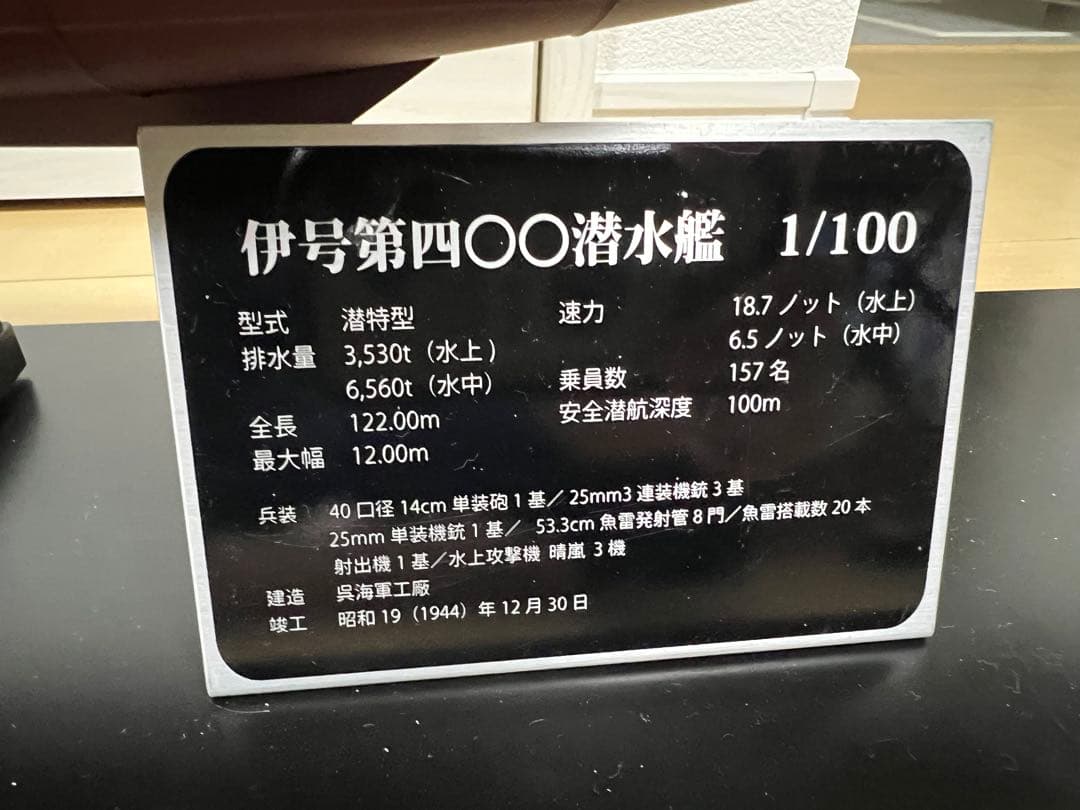 伊号第四〇〇潜水艦 1/100
型式 潜特型
排水量 3,530t（水上）
6,560t（水中）
全長 122.00m
最大幅 12.00m
速力 18.7ノット（水上）
6.5ノット（水中）
乗員数 157名
安全潜航深度 100m
兵装 40口径14cm単装砲1基／25mm3連装機銃3基
25mm単装機銃1基／ 53.3cm魚雷発射管8門／魚雷搭載数20本
射出機1基／水上攻撃機 晴嵐 3機
建造 呉海軍工廠
竣工 昭和19（1944）年12月30日